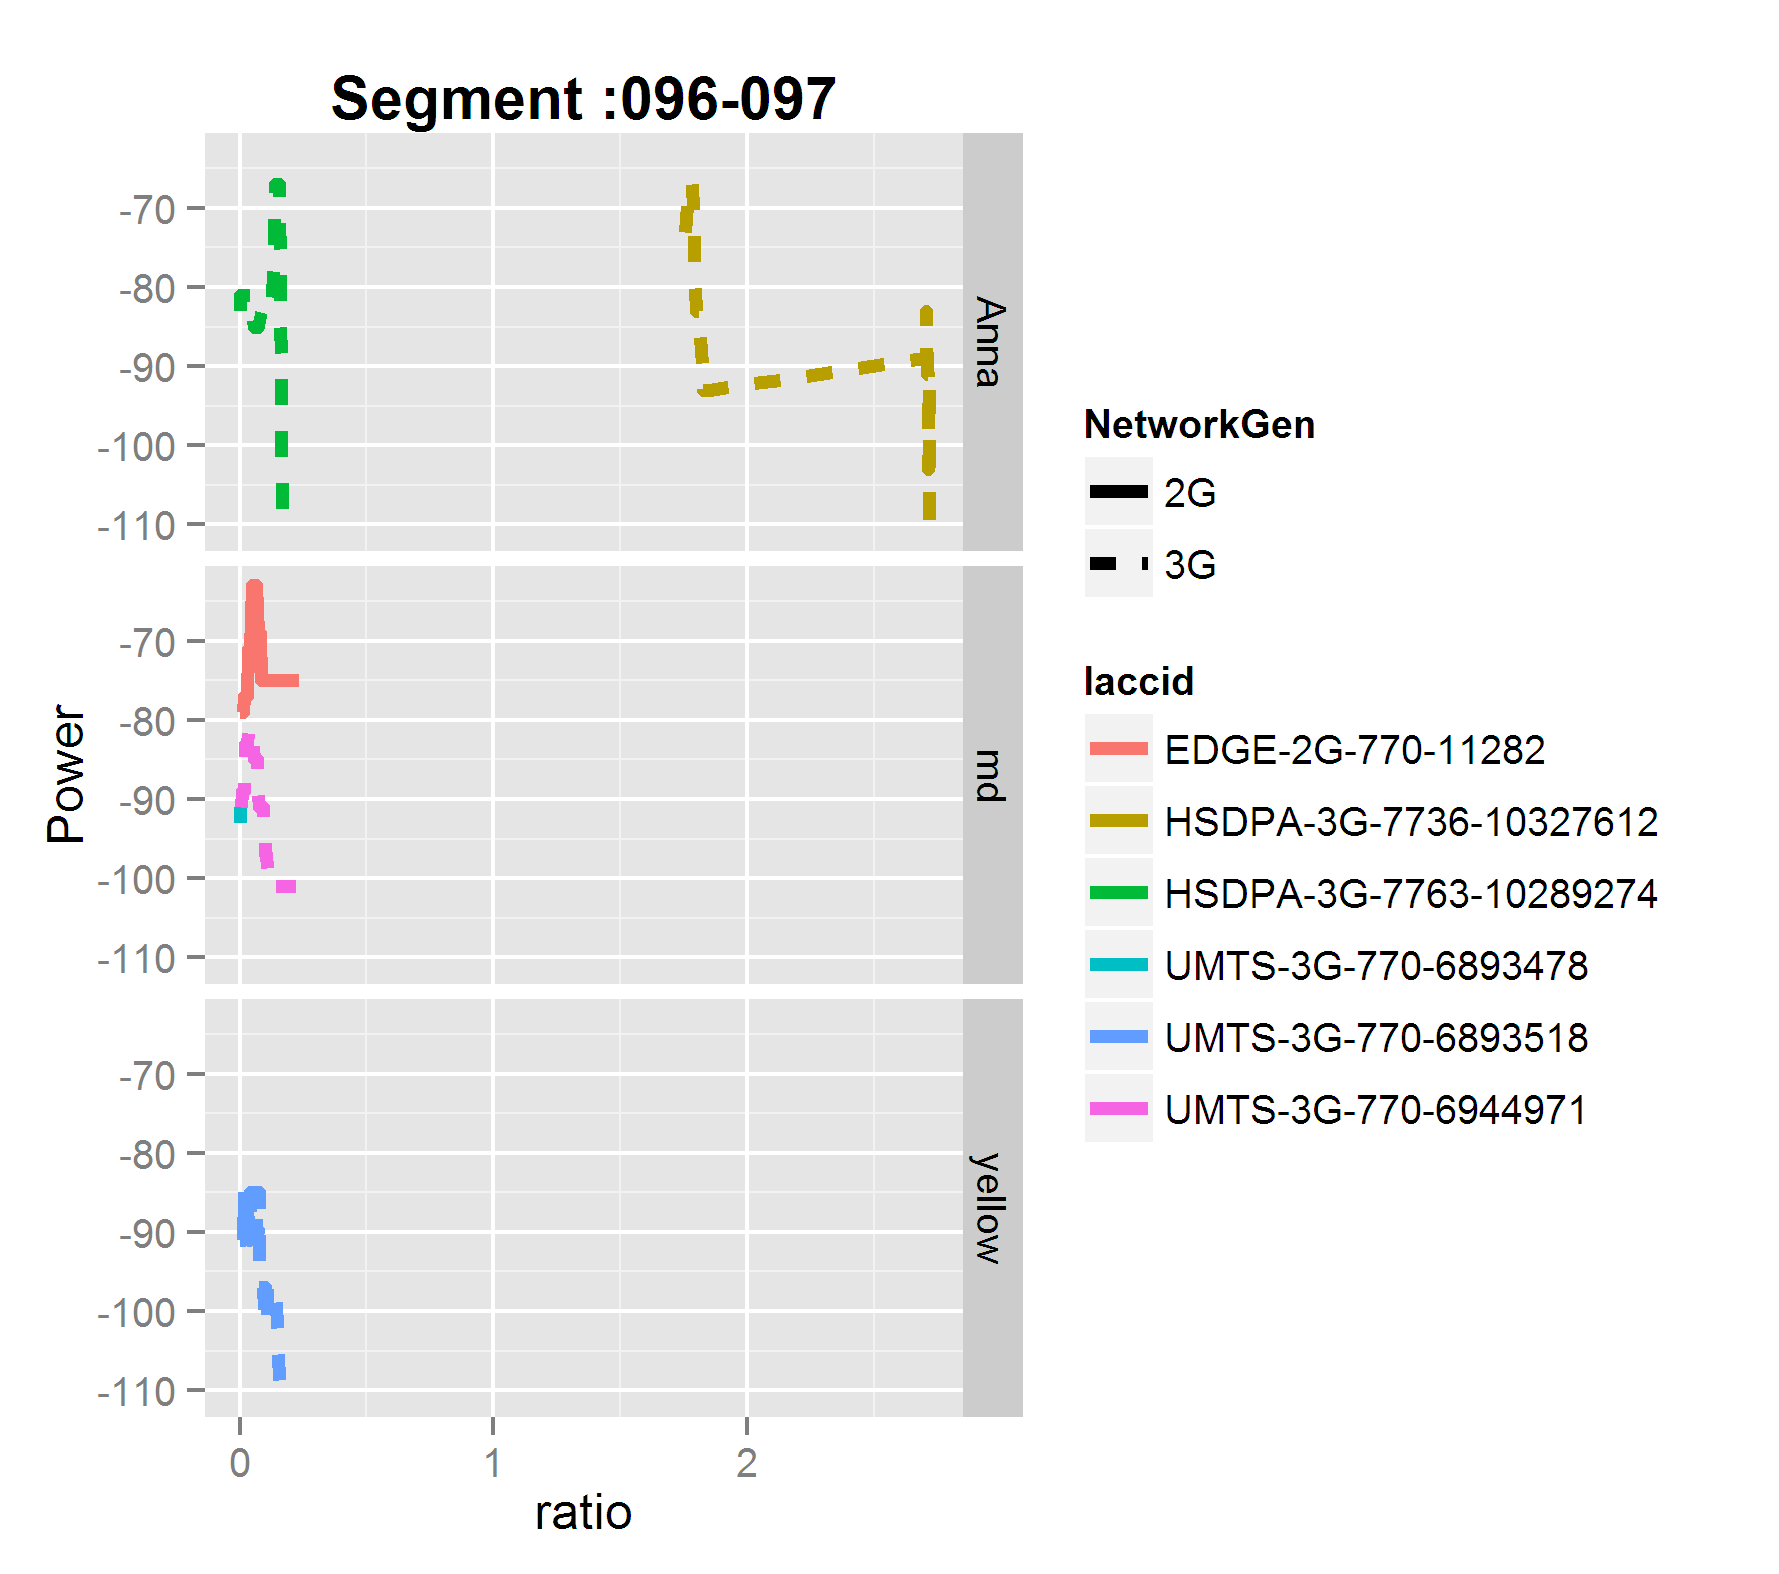 Segment :096-097
-70
-80
-90
-100
-110
Anna
-70
-80
-90
-100
-110
md
-70
-80
-90
-100
-110
yellow
0 1 2
ratio
Power
NetworkGen
2G
3G
laccid
EDGE-2G-770-11282
HSDPA-3G-7736-10327612
HSDPA-3G-7763-10289274
UMTS-3G-770-6893478
UMTS-3G-770-6893518
UMTS-3G-770-6944971